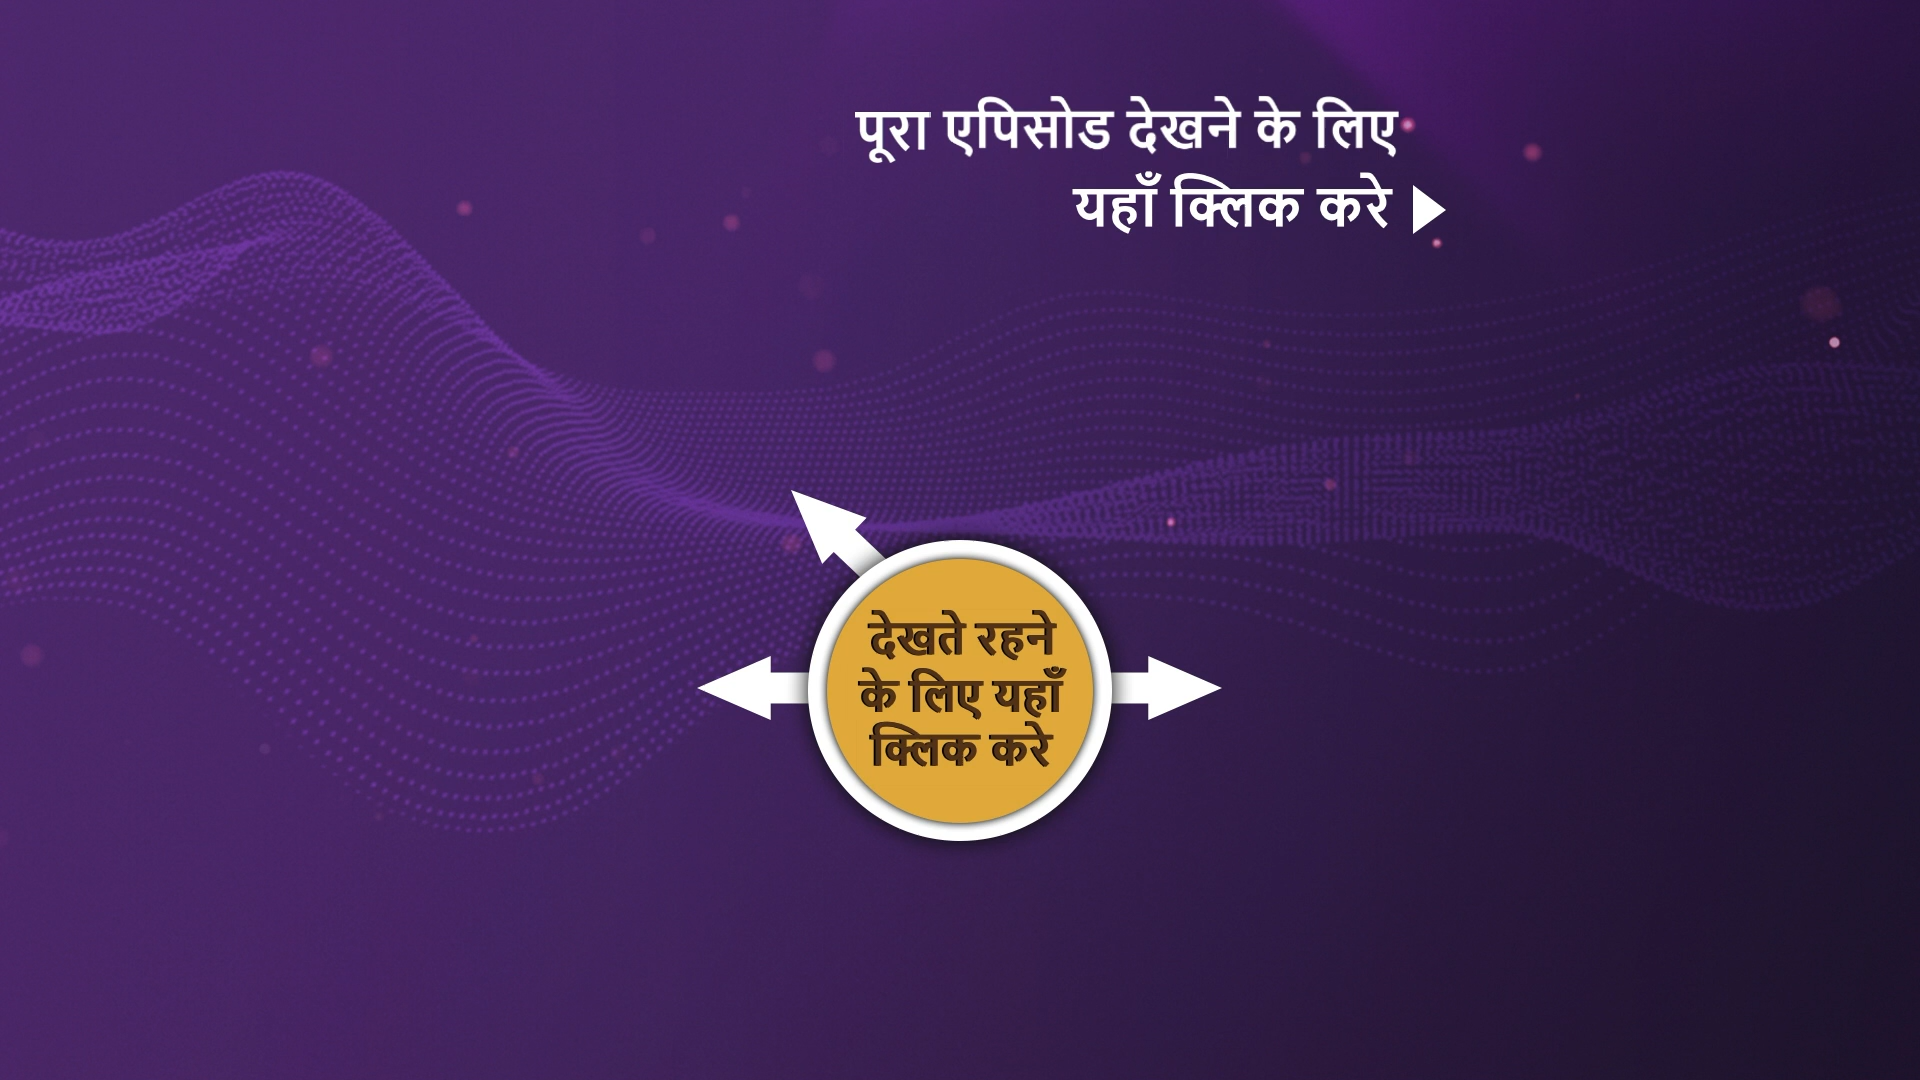 पूरा एपिसोड देखने के लिए
यहाँ क्लिक करे
देखते रहने
के लिए यहाँ
क्लिक करे